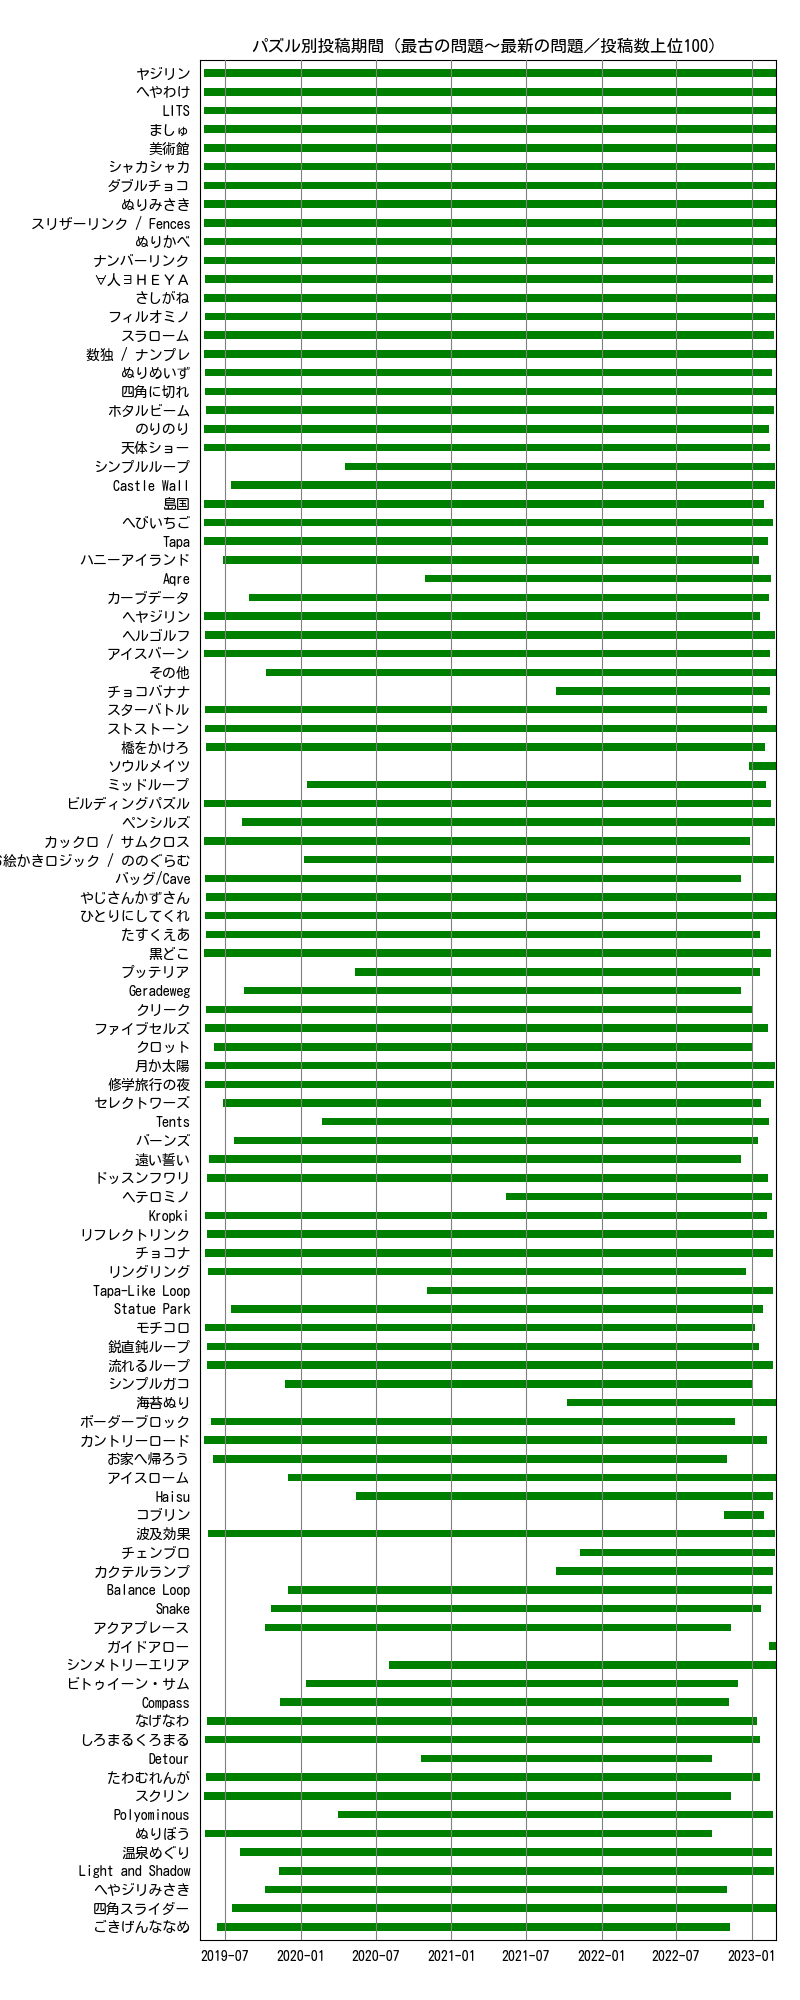 パズル別投稿期間（最古の問題～最新の問題／投稿数上位100）
ヤジリン
へやわけ
LITS
ましゅ
美術館
シャカシャカ
ダブルチョコ
ぬりみさき
スリザーリンク / Fences
ぬりかべ
ナンバーリンク
∀人∃ＨＥＹＡ
さしがね
フィルオミノ
スラローム
数独 / ナンプレ
ぬりめいず
四角に切れ
ホタルビーム
のりのり
天体ショー
シンプルループ
Castle Wall
島国
へびいちご
Tapa
ハニーアイランド
Aqre
カーブデータ
ヘヤジリン
ヘルゴルフ
アイスバーン
その他
チョコバナナ
スターバトル
ストストーン
橋をかけろ
ソウルメイツ
ミッドループ
ビルディングパズル
ペンシルズ
カックロ / サムクロス
絵かきロジック / ののぐらむ
バッグ/Cave
やじさんかずさん
ひとりにしてくれ
たすくえあ
黒どこ
プッテリア
Geradeweg
クリーク
ファイブセルズ
クロット
月か太陽
修学旅行の夜
セレクトワーズ
Tents
バーンズ
遠い誓い
ドッスンフワリ
ヘテロミノ
Kropki
リフレクトリンク
チョコナ
リングリング
Tapa-Like Loop
Statue Park
モチコロ
鋭直鈍ループ
流れるループ
シンプルガコ
海苔ぬり
ボーダーブロック
カントリーロード
お家へ帰ろう
アイスローム
Haisu
コブリン
波及効果
チェンブロ
カクテルランプ
Balance Loop
Snake
アクアプレース
ガイドアロー
シンメトリーエリア
ビトゥイーン・サム
Compass
なげなわ
しろまるくろまる
Detour
たわむれんが
スクリン
Polyominous
ぬりぼう
温泉めぐり
Light and Shadow
へやジリみさき
四角スライダー
ごきげんななめ
2019-07 2020-01 2020-07 2021-01 2021-07 2022-01 2022-07 2023-01